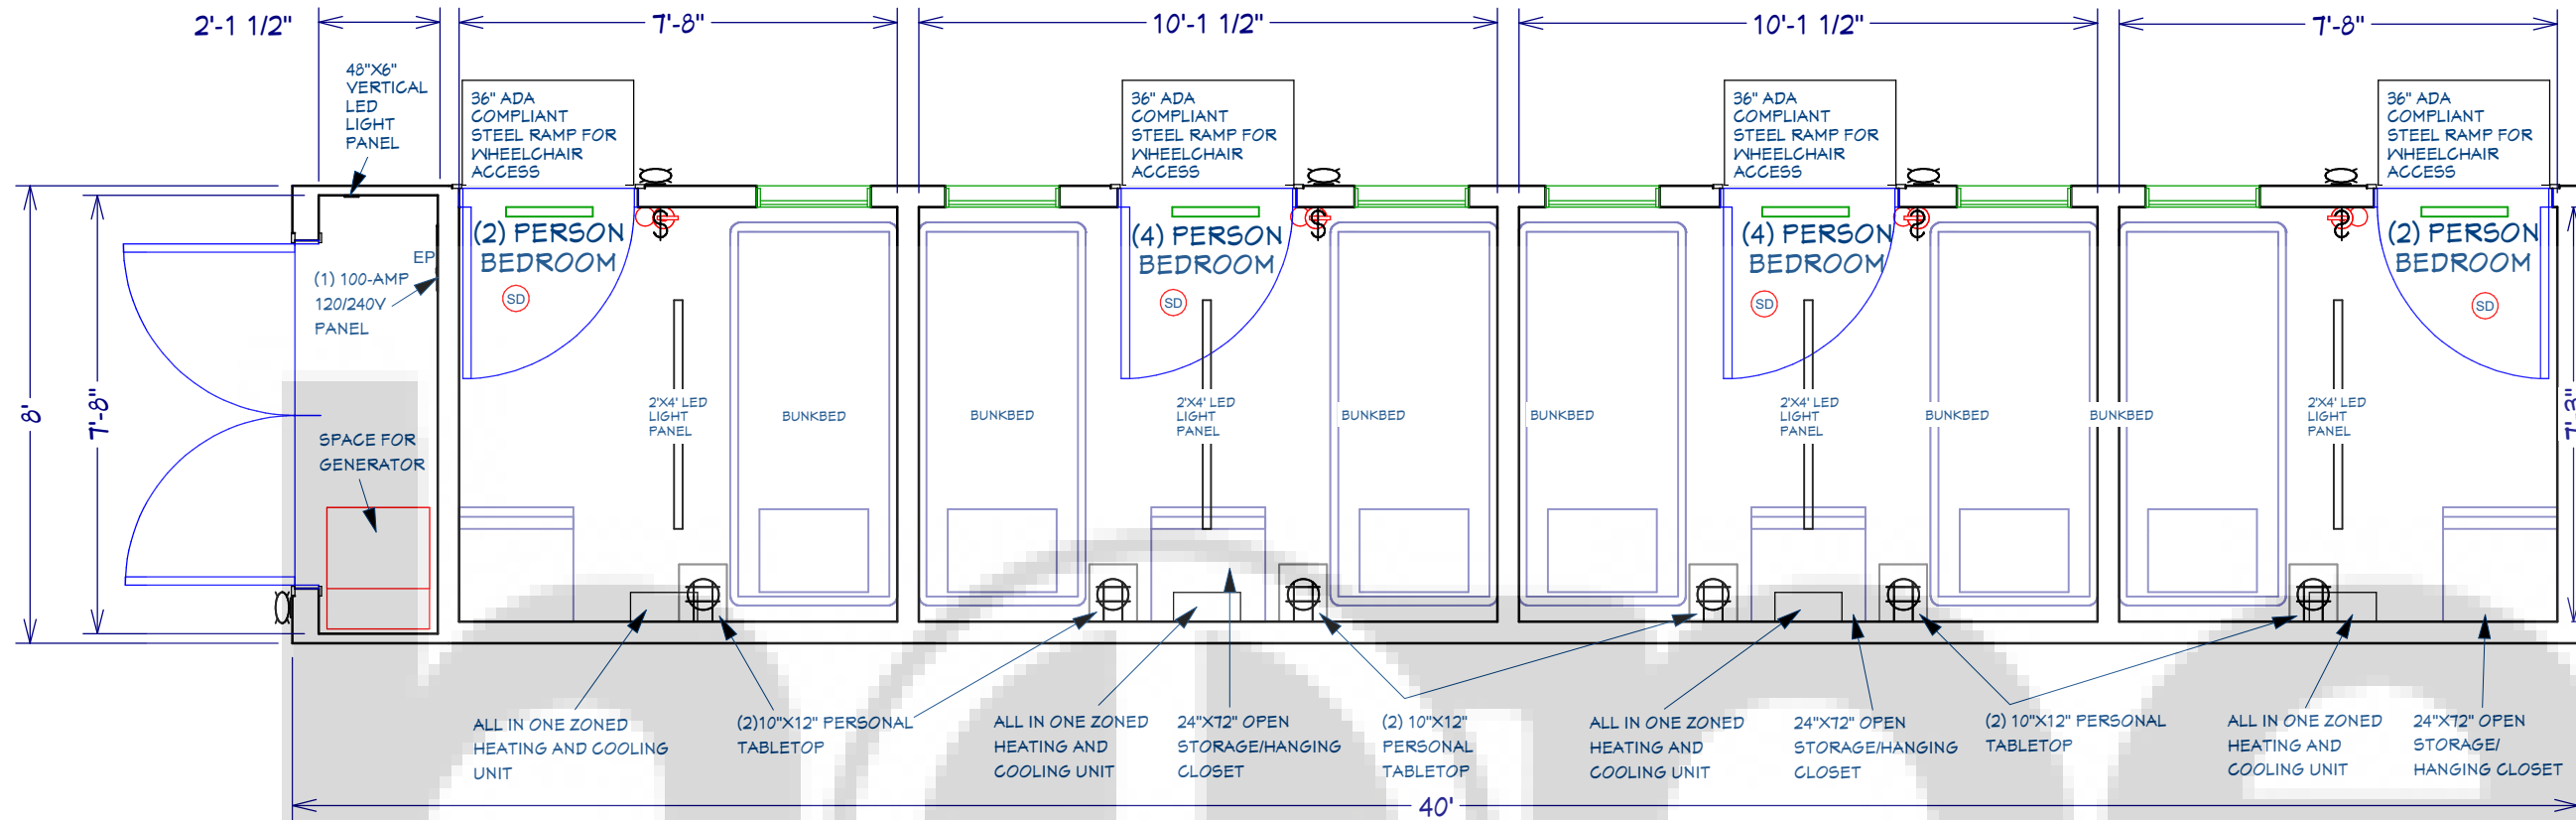 2'-1 1/2"
7'-8"
10'-1 1/2"
10'-1 1/2"
7'-8"
48"X6"
VERTICAL
LED
LIGHT
PANEL
36" ADA
COMPLIANT
STEEL RAMP FOR
WHEELCHAIR
ACCESS
36" ADA
COMPLIANT
STEEL RAMP FOR
WHEELCHAIR
ACCESS
36" ADA
COMPLIANT
STEEL RAMP FOR
WHEELCHAIR
ACCESS
36" ADA
COMPLIANT
STEEL RAMP FOR
WHEELCHAIR
ACCESS
(2) PERSON
BEDROOM
(4) PERSON
BEDROOM
(4) PERSON
BEDROOM
(2) PERSON
BEDROOM
EP
(1) 100-AMP
120/240V
PANEL
SD
SD
SD
SD
8'
7'-8"
SPACE FOR
GENERATOR
2'X4' LED
LIGHT
PANEL
BUNKBED
BUNKBED
2'X4' LED
LIGHT
PANEL
BUNKBED
BUNKBED
2'X4' LED
LIGHT
PANEL
BUNKBED
BUNKBED
2'X4' LED
LIGHT
PANEL
7'-3"
ALL IN ONE ZONED
HEATING AND COOLING
UNIT
(2)10"X12" PERSONAL
TABLETOP
ALL IN ONE ZONED
HEATING AND
COOLING UNIT
24"X72" OPEN
STORAGE/HANGING
CLOSET
(2) 10"X12"
PERSONAL
TABLETOP
ALL IN ONE ZONED
HEATING AND
COOLING UNIT
24"X72" OPEN
STORAGE/HANGING
CLOSET
(2) 10"X12" PERSONAL
TABLETOP
ALL IN ONE ZONED
HEATING AND
COOLING UNIT
24"X72" OPEN
STORAGE/
HANGING CLOSET
40'